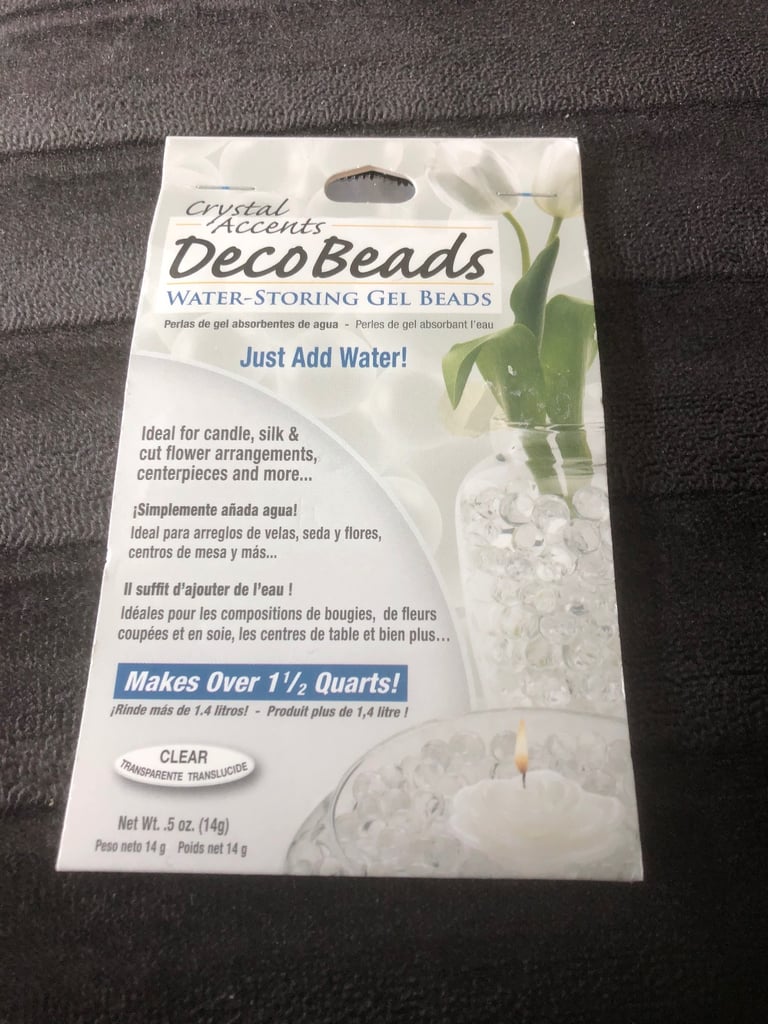 Crystal
Accents
Deco Beads
WATER-STORING GEL BEADS
Perlas de gel absorbentes de agua - Perles de gel absorbant l'eau
Just Add Water!
Ideal for candle, silk &
cut flower arrangements,
centerpieces and more...
¡Simplemente añada agua!
Ideal para arreglos de velas, seda y flores,
centros de mesa y más...
Il suffit d'ajouter de l'eau !
Idéales pour les compositions de bougies, de fleurs
coupées et en soie, les centres de table et bien plus...
Makes Over 1 1/2 Quarts!
¡Rinde más de 1.4 litros! - Produit plus de 1,4 litre !
CLEAR
TRANSPARENTE TRANSLUCIDE
Net Wt. .5 oz. (14g)
Peso neto 14 g Poids net 14 g